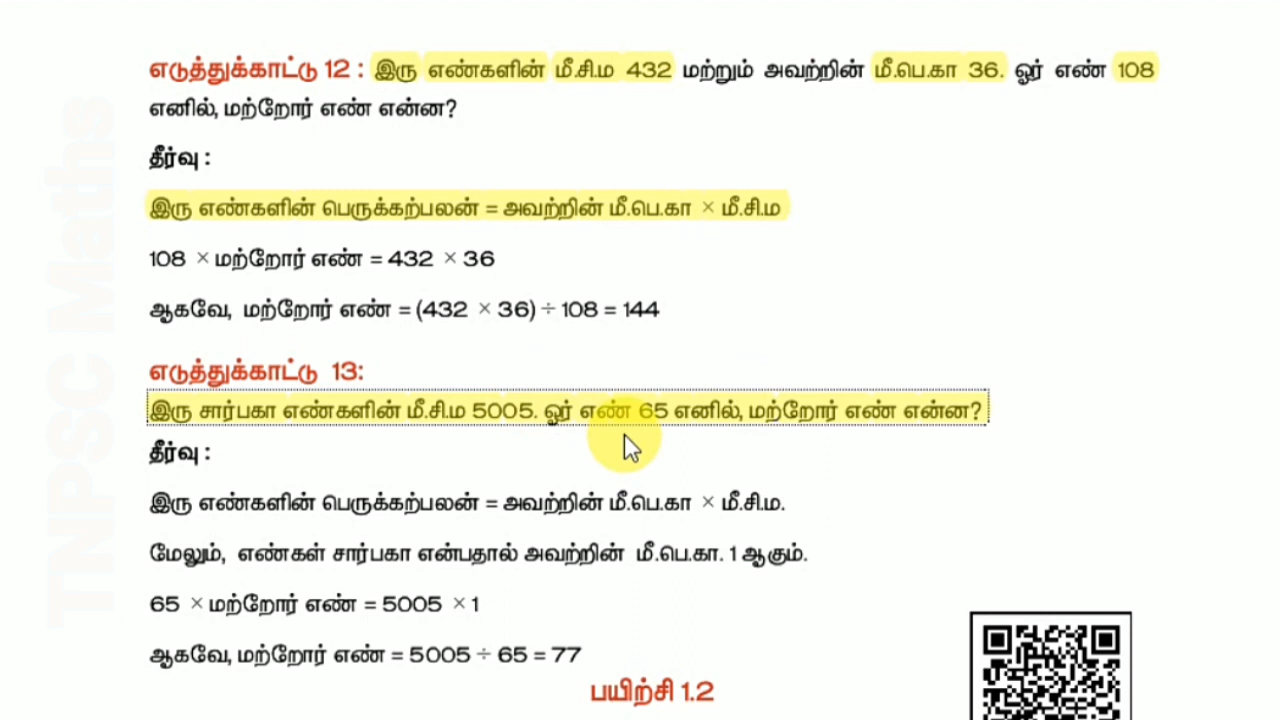 எடுத்துக்காட்டு 12 : இரு எண்களின் மீ.சி.ம 432 மற்றும் அவற்றின் மீ.பெ.கா 36. ஓர் எண் 108
எனில், மற்றோர் எண் என்ன?
தீர்வு :
இரு எண்களின் பெருக்கற்பலன் = அவற்றின் மீ.பெ.கா × மீ.சி.ம
108 × மற்றோர் எண் = 432 × 36
ஆகவே, மற்றோர் எண் = (432 × 36) ÷ 108 = 144
எடுத்துக்காட்டு 13:
இரு சார்பகா எண்களின் மீ.சி.ம 5005. ஓர் எண் 65 எனில், மற்றோர் எண் என்ன?
தீர்வு :
இரு எண்களின் பெருக்கற்பலன் = அவற்றின் மீ.பெ.கா × மீ.சி.ம.
மேலும், எண்கள் சார்பகா என்பதால் அவற்றின் மீ.பெ.கா. 1 ஆகும்.
65 × மற்றோர் எண் = 5005 × 1
ஆகவே, மற்றோர் எண் = 5005 ÷ 65 = 77
பயிற்சி 1.2
TNPSC Maths